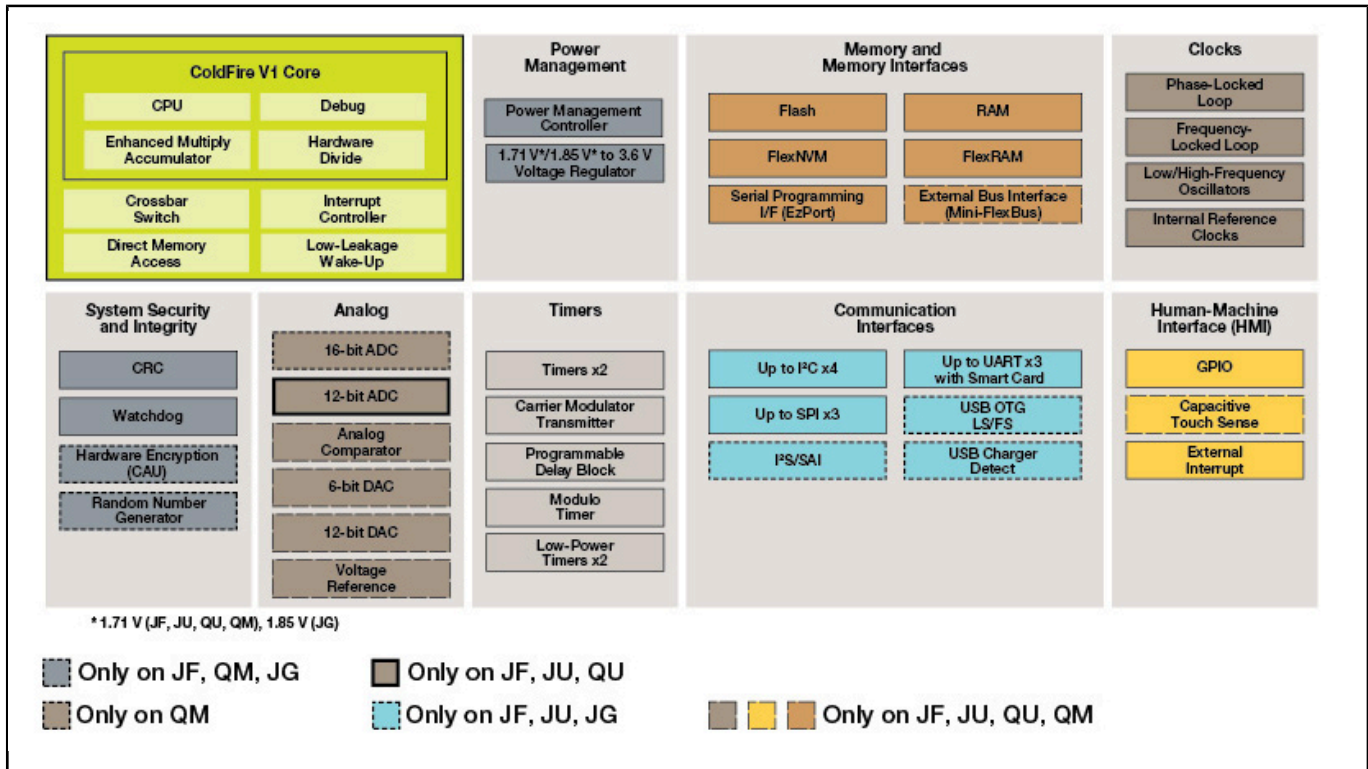 ColdFire V1 Core
CPU
Debug
Enhanced Multiply
Accumulator
Hardware
Divide
Crossbar
Switch
Interrupt
Controller
Direct Memory
Access
Low-Leakage
Wake-Up
Power
Management
Power Management
Controller
1.71 V*/1.85 V* to 3.6 V
Voltage Regulator
Memory and
Memory Interfaces
Flash
RAM
FlexNVM
FlexRAM
Serial Programming
I/F (EzPort)
External Bus Interface
(Mini-FlexBus)
Clocks
Phase-Locked
Loop
Frequency-
Locked Loop
Low/High-Frequency
Oscillators
Internal Reference
Clocks
System Security
and Integrity
CRC
Watchdog
Hardware Encryption
(CAU)
Random Number
Generator
Analog
16-bit ADC
12-bit ADC
Analog
Comparator
6-bit DAC
12-bit DAC
Voltage
Reference
Timers
Timers x2
Carrier Modulator
Transmitter
Programmable
Delay Block
Modulo
Timer
Low-Power
Timers x2
Communication
Interfaces
Up to I²C x4
Up to UART x3
with Smart Card
Up to SPI x3
USB OTG
LS/FS
I²S/SAI
USB Charger
Detect
Human-Machine
Interface (HMI)
GPIO
Capacitive
Touch Sense
External
Interrupt
* 1.71 V (JF, JU, QU, QM), 1.85 V (JG)
Only on JF, QM, JG
Only on JF, JU, QU
Only on QM
Only on JF, JU, JG
Only on JF, JU, QU, QM